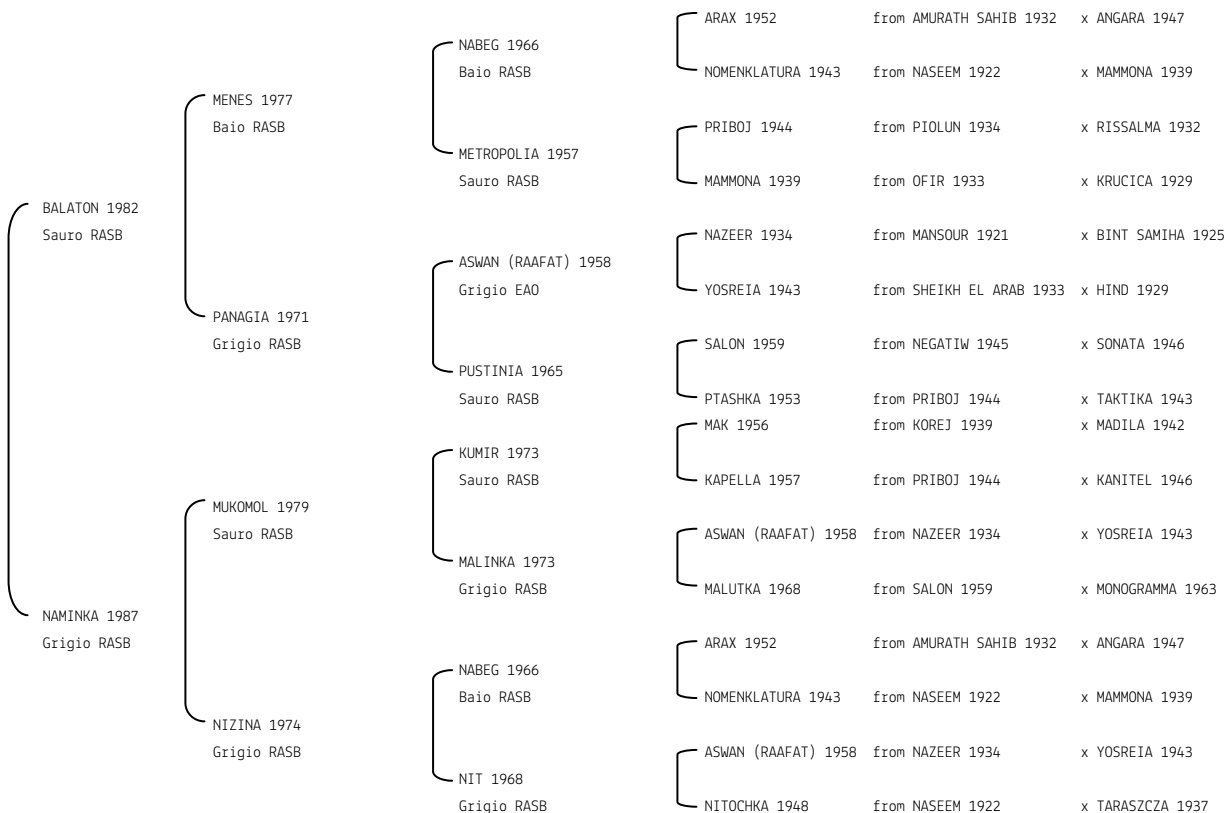 ARAX 1952 from AMURATH SAHIB 1932 x ANGARA 1947
NABEG 1966
Baio RASB
NOMENKLATURA 1943 from NASEEM 1922 x MAMMONA 1939
MENES 1977
Baio RASB
PRIBOJ 1944 from PIOLUN 1934 x RISSALMA 1932
METROPOLIA 1957
Sauro RASB
MAMMONA 1939 from OFIR 1933 x KRUCICA 1929
BALATON 1982
Sauro RASB
NAZEER 1934 from MANSOUR 1921 x BINT SAMIHA 1925
ASWAN (RAAFAT) 1958
Grigio EAO
YOSREIA 1943 from SHEIKH EL ARAB 1933 x HIND 1929
PANAGIA 1971
Grigio RASB
SALON 1959 from NEGATIW 1945 x SONATA 1946
PUSTINIA 1965
Sauro RASB
PTASHKA 1953 from PRIBOJ 1944 x TAKTIKA 1943
MAK 1956 from KOREJ 1939 x MADILA 1942
KUMIR 1973
Sauro RASB
KAPELLA 1957 from PRIBOJ 1944 x KANITEL 1946
MUKOMOL 1979
Sauro RASB
ASWAN (RAAFAT) 1958 from NAZEER 1934 x YOSREIA 1943
MALINKA 1973
Grigio RASB
MALUTKA 1968 from SALON 1959 x MONOGRAMMA 1963
NAMINKA 1987
Grigio RASB
ARAX 1952 from AMURATH SAHIB 1932 x ANGARA 1947
NABEG 1966
Baio RASB
NOMENKLATURA 1943 from NASEEM 1922 x MAMMONA 1939
NIZINA 1974
Grigio RASB
ASWAN (RAAFAT) 1958 from NAZEER 1934 x YOSREIA 1943
NIT 1968
Grigio RASB
NITOCHKA 1948 from NASEEM 1922 x TARASZCZA 1937